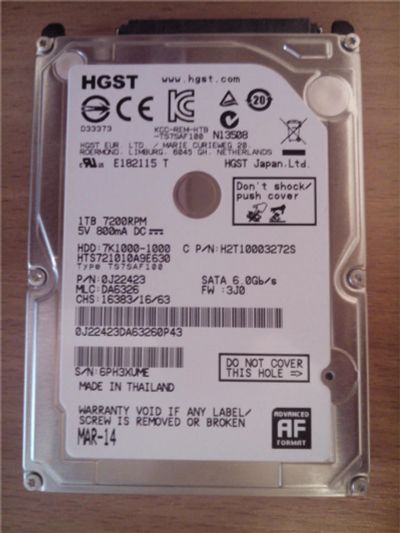 HGST www.hgst.com
D33373
KCC-REM-HTB
-TS7SAF100 N13508
20
HGST EUR. LTD. / MARIE CURIEWEG 20.
ROERMOND. LIMBURG. 6045 GH. NETHERLANDS
E182115 T HGST Japan.Ltd.
Don't shock/
push cover
1TB 7200RPM
5V 800mA DC
HDD:7K1000-1000 C P/N:H2T10003272S
HTS721010A9E630
Type TS7SAF100
P/N:0J22423 SATA 6.0Gb/s
MLC:DA6326 FW :3J0
CHS:16383/16/63
0J22423DA63260P43
DO NOT COVER
THIS HOLE
S/N:6PH3XUME
MADE IN THAILAND
WARRANTY VOID IF ANY LABEL/
SCREW IS REMOVED OR BROKEN
MAR-14
ADVANCED
AF
FORMAT